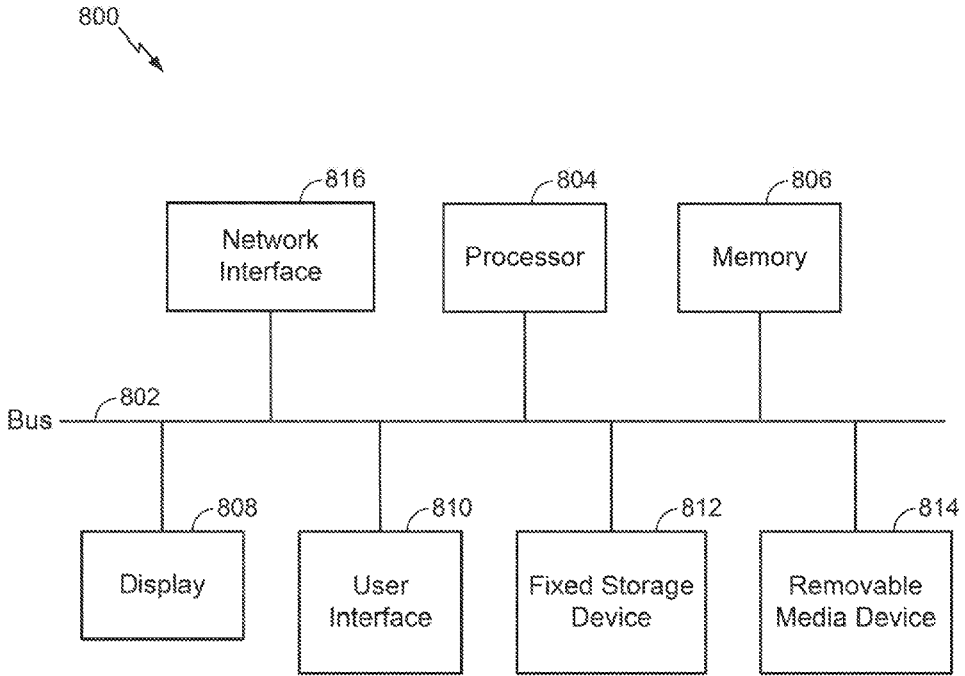 800
816
804
806
Network
Interface
Processor
Memory
802
Bus
808
810
812
814
Display
User
Interface
Fixed Storage
Device
Removable
Media Device